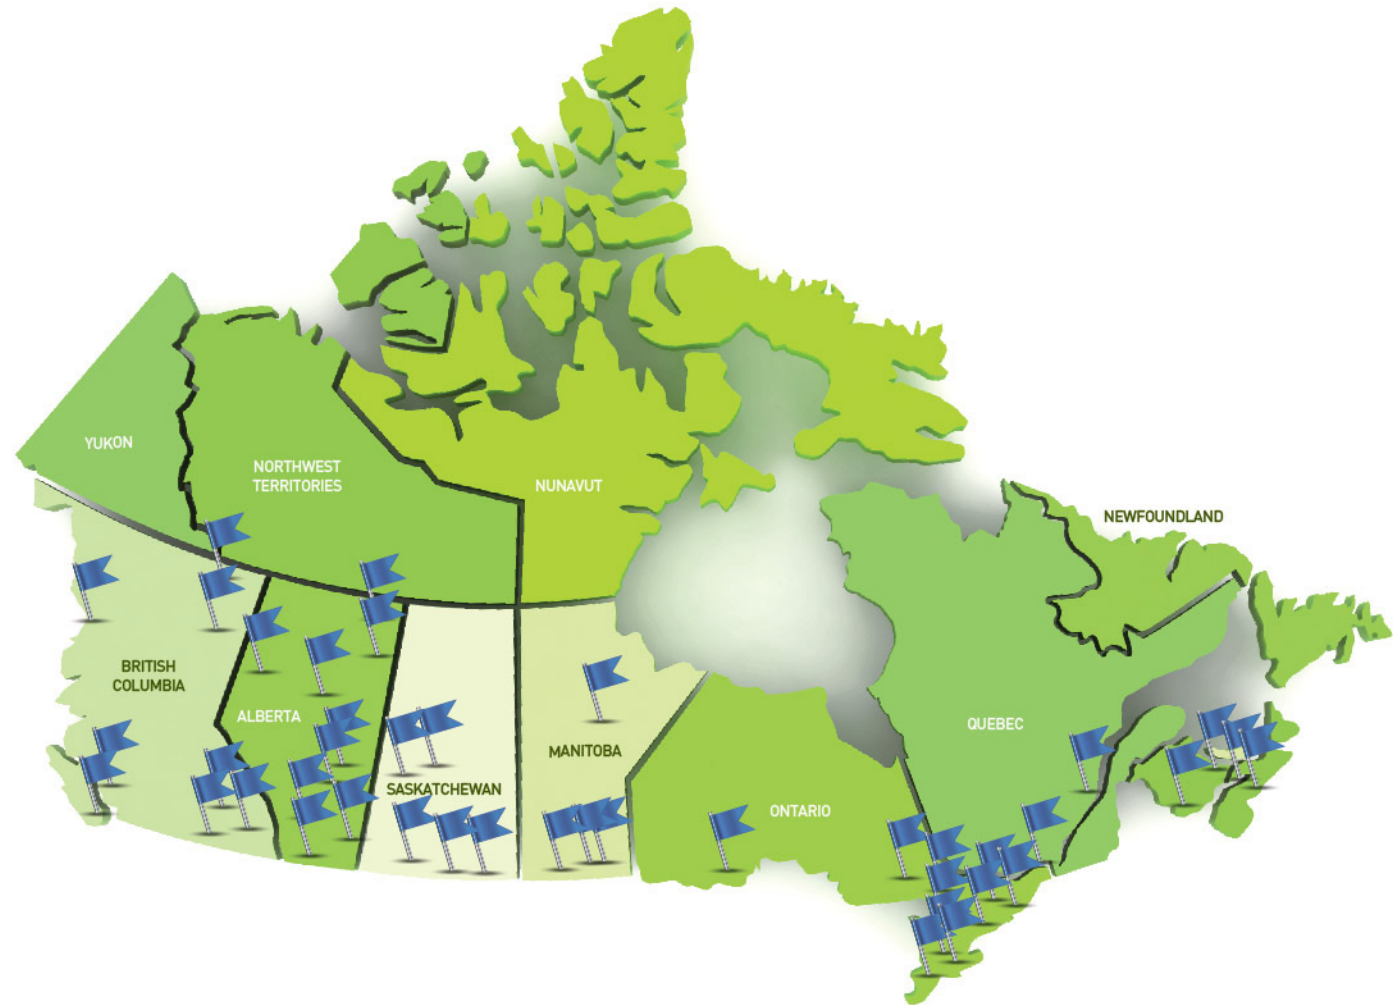 YUKON
NORTHWEST
TERRITORIES
NUNAVUT
NEWFOUNDLAND
BRITISH
COLUMBIA
ALBERTA
SASKATCHEWAN
MANITOBA
ONTARIO
QUEBEC